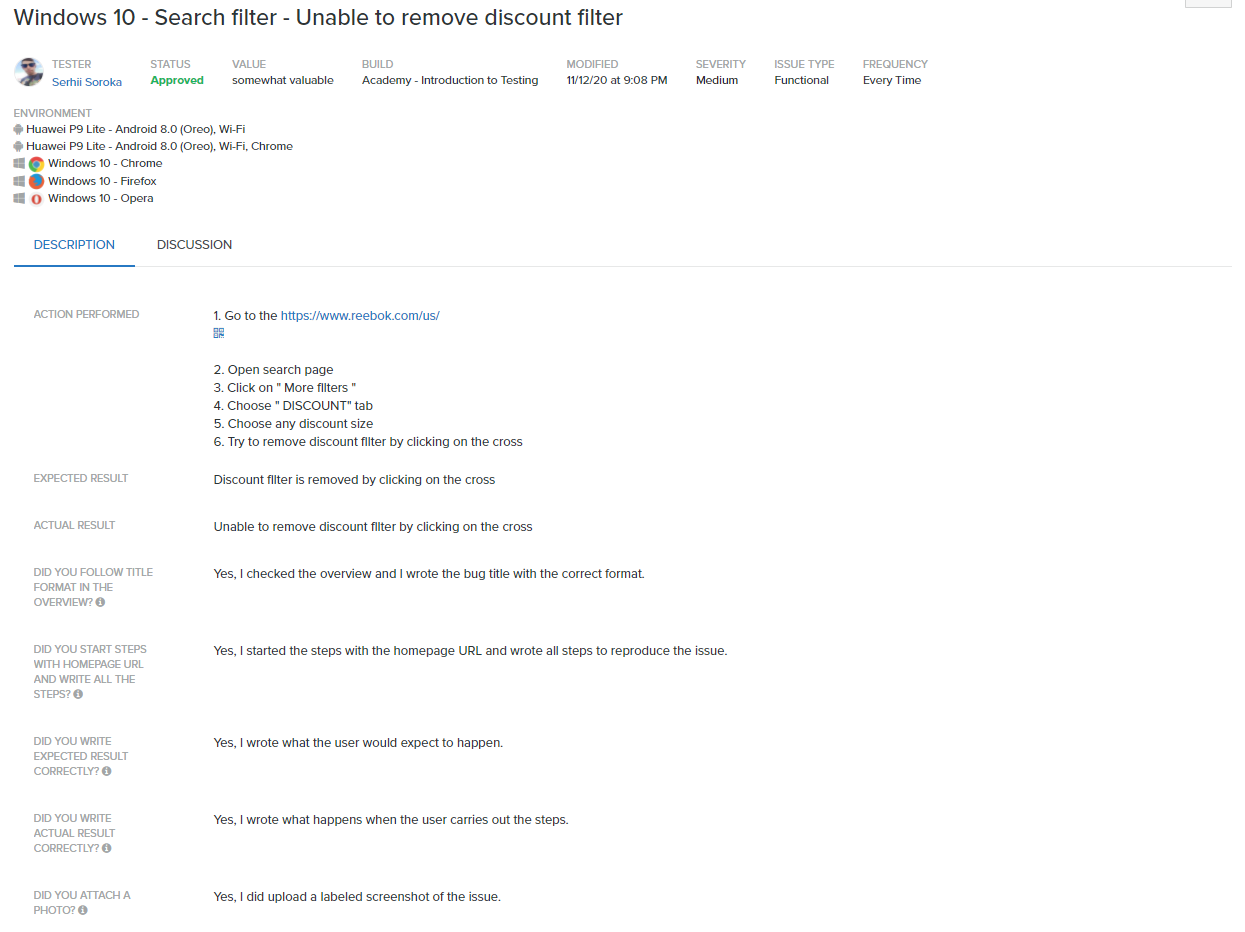 Windows 10 - Search filter - Unable to remove discount filter
TESTER
Serhii Soroka
STATUS
Approved
VALUE
somewhat valuable
BUILD
Academy - Introduction to Testing
MODIFIED
11/12/20 at 9:08 PM
SEVERITY
Medium
ISSUE TYPE
Functional
FREQUENCY
Every Time
ENVIRONMENT
Huawei P9 Lite - Android 8.0 (Oreo), Wi-Fi
Huawei P9 Lite - Android 8.0 (Oreo), Wi-Fi, Chrome
Windows 10 - Chrome
Windows 10 - Firefox
Windows 10 - Opera
DESCRIPTION
DISCUSSION
ACTION PERFORMED
1. Go to the https://www.reebok.com/us/
2. Open search page
3. Click on " More filters "
4. Choose " DISCOUNT" tab
5. Choose any discount size
6. Try to remove discount filter by clicking on the cross
EXPECTED RESULT
Discount filter is removed by clicking on the cross
ACTUAL RESULT
Unable to remove discount filter by clicking on the cross
DID YOU FOLLOW TITLE
FORMAT IN THE
OVERVIEW?
Yes, I checked the overview and I wrote the bug title with the correct format.
DID YOU START STEPS
WITH HOMEPAGE URL
AND WRITE ALL THE
STEPS?
Yes, I started the steps with the homepage URL and wrote all steps to reproduce the issue.
DID YOU WRITE
EXPECTED RESULT
CORRECTLY?
Yes, I wrote what the user would expect to happen.
DID YOU WRITE
ACTUAL RESULT
CORRECTLY?
Yes, I wrote what happens when the user carries out the steps.
DID YOU ATTACH A
PHOTO?
Yes, I did upload a labeled screenshot of the issue.